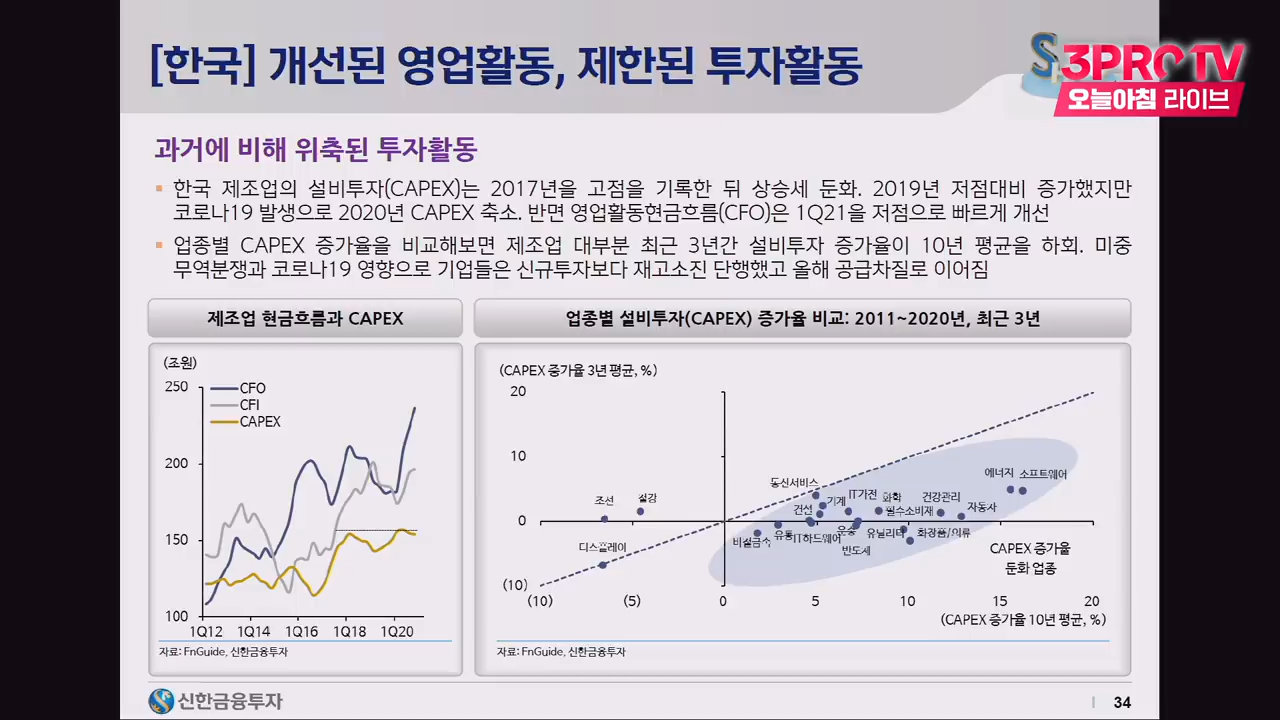 [한국] 개선된 영업활동, 제한된 투자활동
3PRO TV
오늘아침 라이브
과거에 비해 위축된 투자활동
▪ 한국 제조업의 설비투자(CAPEX)는 2017년을 고점을 기록한 뒤 상승세 둔화. 2019년 저점대비 증가했지만
코로나19 발생으로 2020년 CAPEX 축소. 반면 영업활동현금흐름(CFO)은 1Q21을 저점으로 빠르게 개선
▪ 업종별 CAPEX 증가율을 비교해보면 제조업 대부분 최근 3년간 설비투자 증가율이 10년 평균을 하회. 미중
무역분쟁과 코로나19 영향으로 기업들은 신규투자보다 재고소진 단행했고 올해 공급차질로 이어짐
제조업 현금흐름과 CAPEX
(조원)
250
200
150
100
CFO
CFI
CAPEX
1Q12 1Q14 1Q16 1Q18 1Q20
자료: FnGuide, 신한금융투자
업종별 설비투자(CAPEX) 증가율 비교: 2011~2020년, 최근 3년
(CAPEX 증가율 3년 평균, %)
20
10
0
(10)
에너지 소프트웨어
통신서비스
조선 철강
기계 IT가전 화학 건강관리
건설 필수소비재 자동차
비철금속 유통 IT하드웨어 운송 유틸리티 화장품/의류
디스플레이
반도체
CAPEX 증가율
둔화 업종
(10) (5) 0 5 10 15 20
(CAPEX 증가율 10년 평균, %)
자료: FnGuide, 신한금융투자
신한금융투자
34